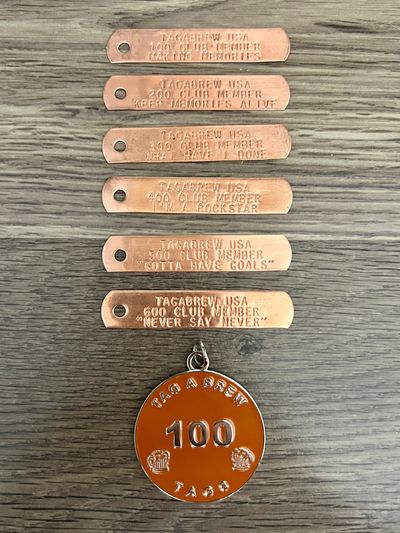 TAGABREW USA
100 CLUB MEMBER
MAKING MEMORIES
TAGABREW USA
200 CLUB MEMBER
KEEP MEMORIES ALIVE
TAGABREW USA
300 CLUB MEMBER
WHAT HAVE I DONE
TAGABREW USA
400 CLUB MEMBER
I'M A ROCKSTAR
TAGABREW USA
500 CLUB MEMBER
"GOTTA HAVE GOALS"
TAGABREW USA
600 CLUB MEMBER
"NEVER SAY NEVER"
TAG A BREW
100
TAGS